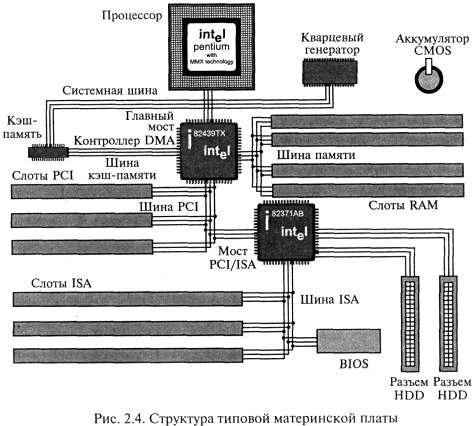 Процессор
intel
pentium
with
MMX technology
Кварцевый
генератор
Аккумулятор
CMOS
Системная шина
Кэш-
память
Главный
мост
Контроллер DMA
i
82439TX
intel
Шина
кэш-памяти
Шина памяти
Слоты PCI
Шина PCI
Слоты RAM
i
82371AB
intel
Мост
PCI/ISA
Слоты ISA
Шина ISA
BIOS
Разъем
HDD
Разъем
HDD
Рис. 2.4. Структура типовой материнской платы